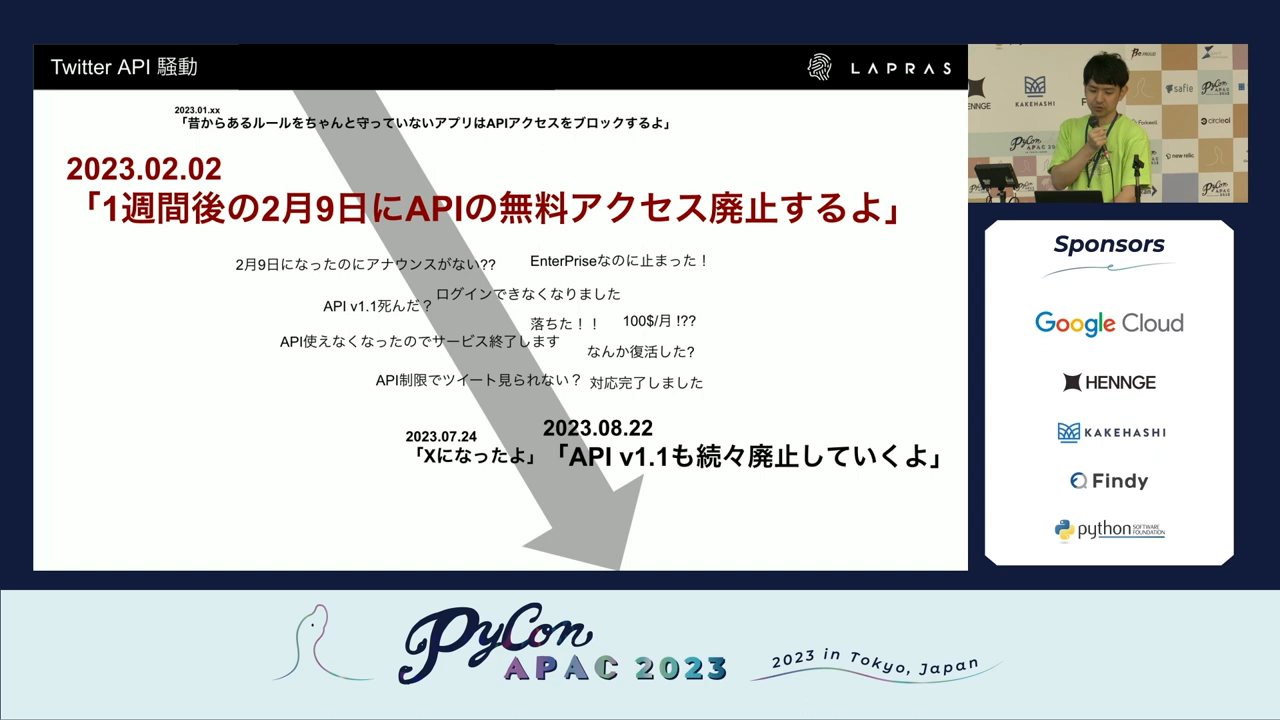 Twitter API 騒動
LAPRAS
2023.01.xx
「昔からあるルールをちゃんと守っていないアプリはAPIアクセスをブロックするよ」
2023.02.02
「1週間後の2月9日にAPIの無料アクセス廃止するよ」
2月9日になったのにアナウンスがない??
EnterPriseなのに止まった！
ログインできなくなりました
API v1.1死んだ？
落ちた！！
100$/月 !??
API使えなくなったのでサービス終了します
なんか復活した?
API制限でツイート見られない？
対応完了しました
2023.07.24
「Xになったよ」
2023.08.22
「API v1.1も続々廃止していくよ」
KAKEHASHI
safie
PyCon APAC 2023
Farkwell
circleci
new relic
Sponsors
Google Cloud
HENNGE
KAKEHASHI
Findy
python SOFTWARE FOUNDATION
PyCon
APAC 2023
2023 in Tokyo, Japan